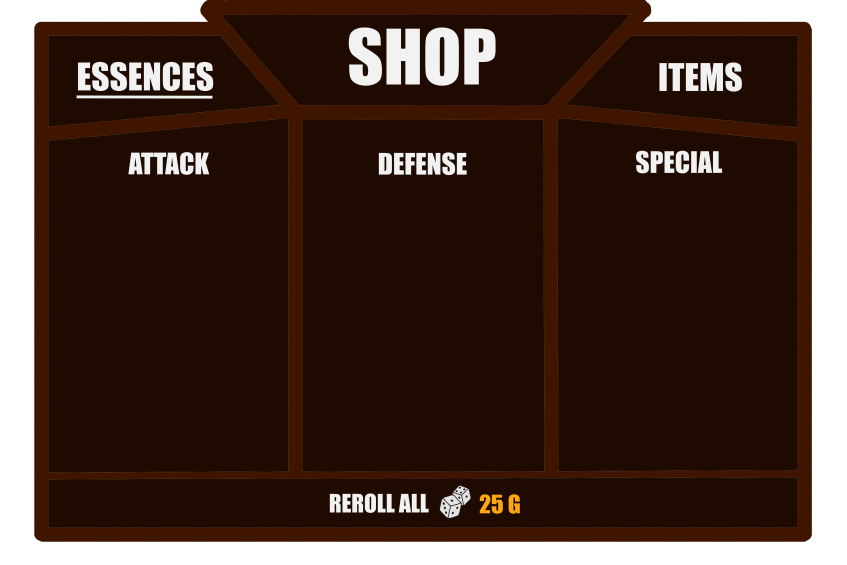 SHOP
ESSENCES
ITEMS
ATTACK
DEFENSE
SPECIAL
REROLL ALL 25 G